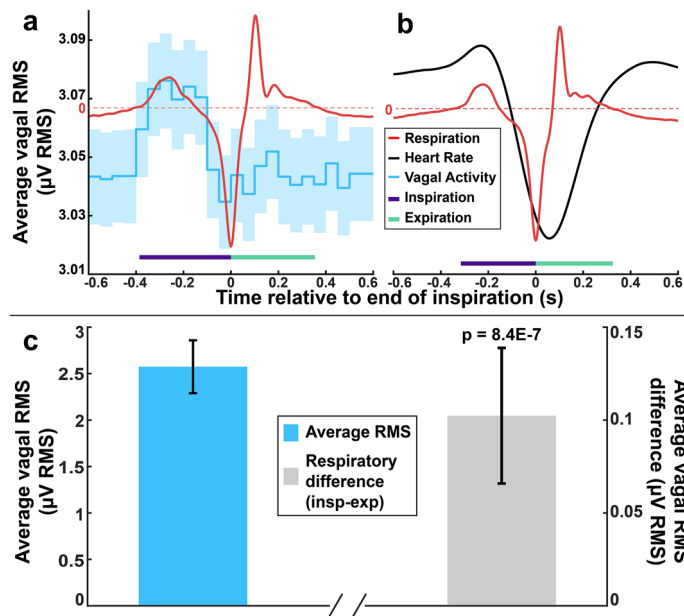 a
b
Average vagal RMS
(µV RMS)
3.09
3.07
0
3.05
3.03
3.01
-0.6 -0.4 -0.2 0 0.2 0.4 0.6
0
Respiration
Heart Rate
Vagal Activity
Inspiration
Expiration
-0.6 -0.4 -0.2 0 0.2 0.4 0.6
Time relative to end of inspiration (s)
c
Average vagal RMS
(µV RMS)
3
2.5
2
1.5
1
0.5
0
Average RMS
Respiratory
difference
(insp-exp)
p = 8.4E-7
0.15
0.1
0.05
0
Average vagal RMS
difference (µV RMS)